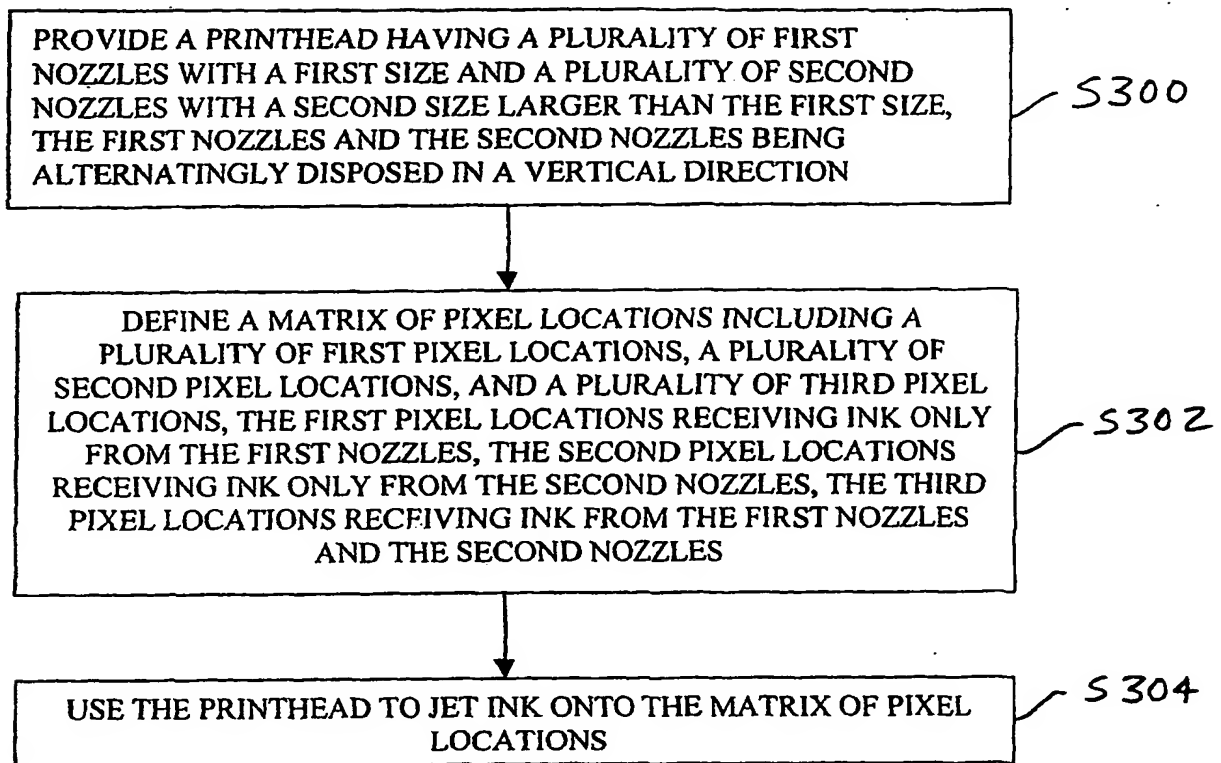 PROVIDE A PRINTHEAD HAVING A PLURALITY OF FIRST
NOZZLES WITH A FIRST SIZE AND A PLURALITY OF SECOND
NOZZLES WITH A SECOND SIZE LARGER THAN THE FIRST SIZE,
THE FIRST NOZZLES AND THE SECOND NOZZLES BEING
ALTERNATINGLY DISPOSED IN A VERTICAL DIRECTION
S300
DEFINE A MATRIX OF PIXEL LOCATIONS INCLUDING A
PLURALITY OF FIRST PIXEL LOCATIONS, A PLURALITY OF
SECOND PIXEL LOCATIONS, AND A PLURALITY OF THIRD PIXEL
LOCATIONS, THE FIRST PIXEL LOCATIONS RECEIVING INK ONLY
FROM THE FIRST NOZZLES, THE SECOND PIXEL LOCATIONS
RECEIVING INK ONLY FROM THE SECOND NOZZLES, THE THIRD
PIXEL LOCATIONS RECEIVING INK FROM THE FIRST NOZZLES
AND THE SECOND NOZZLES
S302
USE THE PRINTHEAD TO JET INK ONTO THE MATRIX OF PIXEL
LOCATIONS
S304